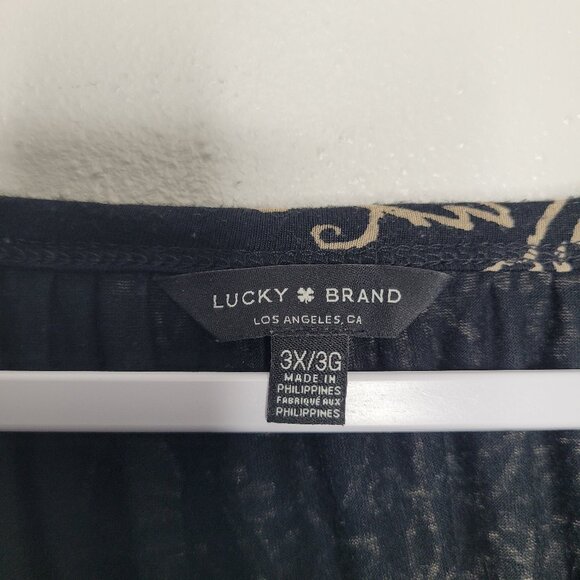 LUCKY BRAND
LOS ANGELES, CA
3X/3G
MADE IN
PHILIPPINES
FABRIQUÉ AUX
PHILIPPINES